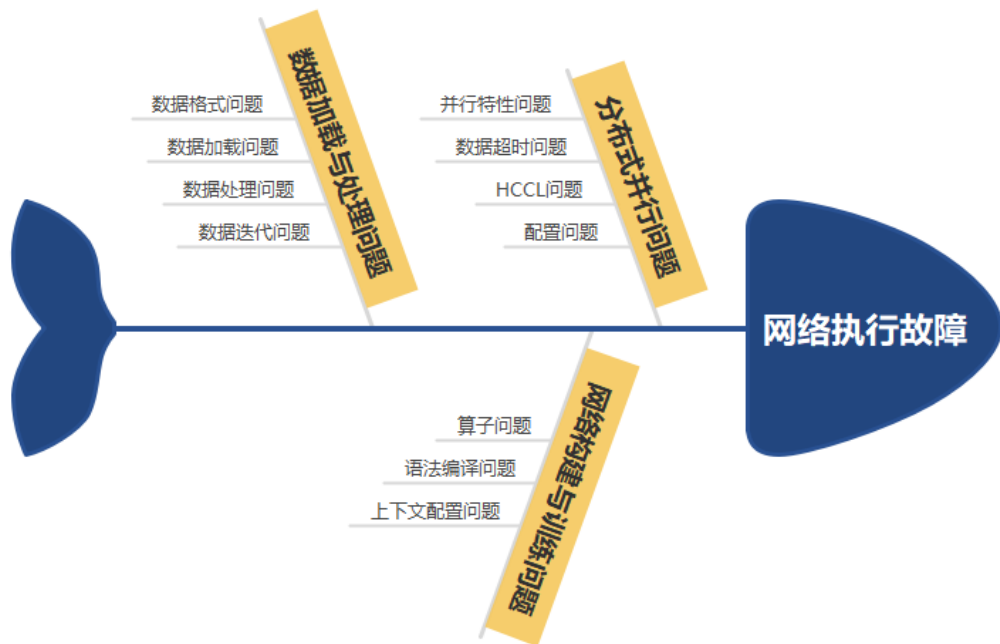 数据加载与处理问题
数据格式问题
数据加载问题
数据处理问题
数据迭代问题
分布式并行问题
并行特性问题
数据超时问题
HCCL问题
配置问题
网络执行故障
网络构建与训练问题
算子问题
语法编译问题
上下文配置问题